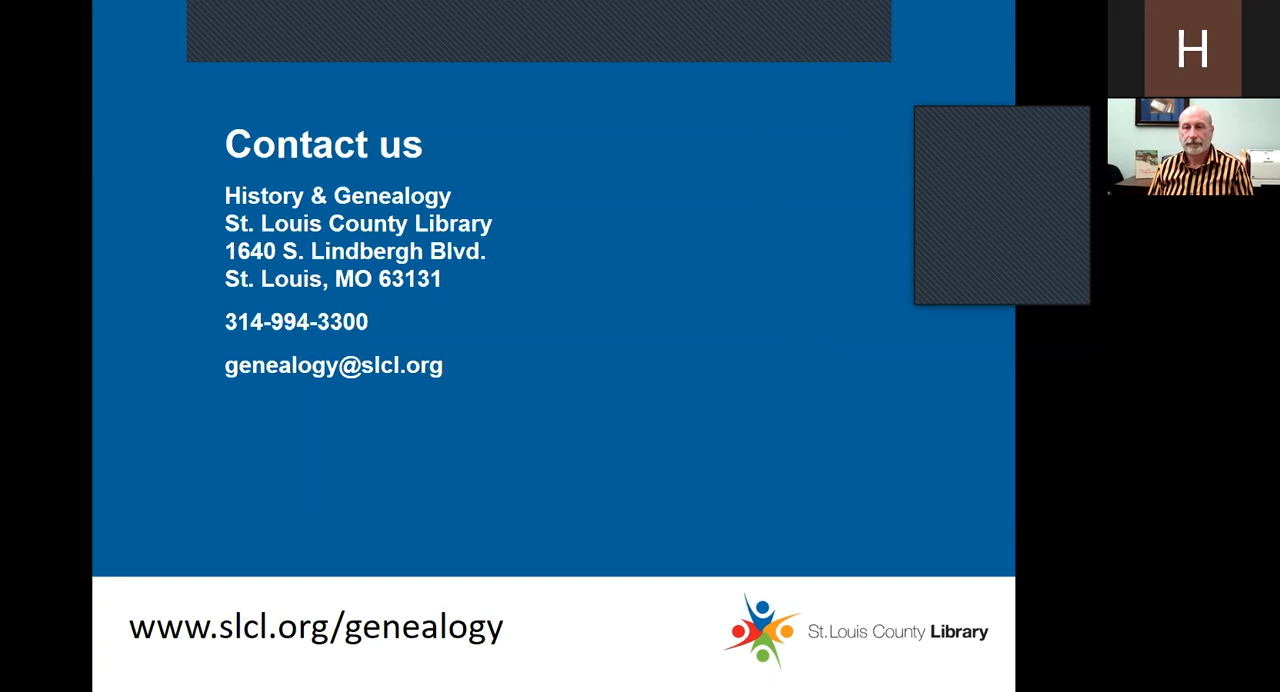 H
Contact us
History & Genealogy
St. Louis County Library
1640 S. Lindbergh Blvd.
St. Louis, MO 63131
314-994-3300
genealogy@slcl.org
www.slcl.org/genealogy
St. Louis County Library